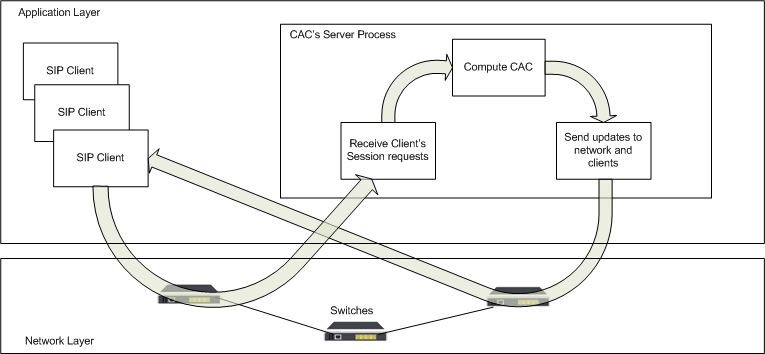 Application Layer
CAC's Server Process
SIP Client
SIP Client
SIP Client
Compute CAC
Receive Client's
Session requests
Send updates to
network and
clients
Switches
Network Layer